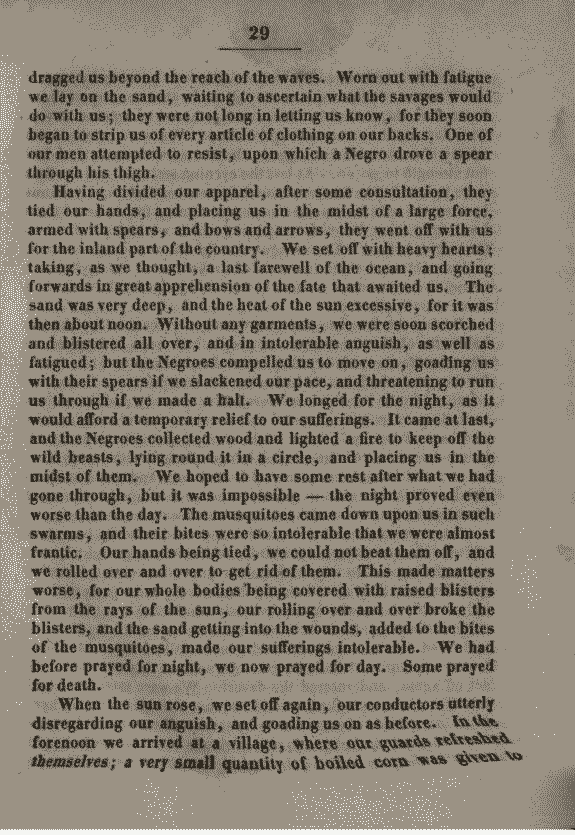 29
dragged us beyond the reach of the waves. Worn out with fatigue
we lay on the sand, waiting to ascertain what the savages would
do with us; they were not long in letting us know, for they soon
began to strip us of every article of clothing on our backs. One of
our men attempted to resist, upon which a Negro drove a spear
through his thigh.
Having divided our apparel, after some consultation, they
tied our hands, and placing us in the midst of a large force,
armed with spears, and bows and arrows, they went off with us
for the inland part of the country. We set off with heavy hearts;
taking, as we thought, a last farewell of the ocean, and going
forwards in great apprehension of the fate that awaited us. The
sand was very deep, and the heat of the sun excessive, for it was
then about noon. Without any garments, we were soon scorched
and blistered all over, and in intolerable anguish, as well as
fatigued; but the Negroes compelled us to move on, goading us
with their spears if we slackened our pace, and threatening to run
us through if we made a halt. We longed for the night, as it
would afford a temporary relief to our sufferings. It came at last,
and the Negroes collected wood and lighted a fire to keep off the
wild beasts, lying round it in a circle, and placing us in the
midst of them. We hoped to have some rest after what we had
gone through, but it was impossible — the night proved even
worse than the day. The musquitoes came down upon us in such
swarms, and their bites were so intolerable that we were almost
frantic. Our hands being tied, we could not beat them off, and
we rolled over and over to get rid of them. This made matters
worse, for our whole bodies being covered with raised blisters
from the rays of the sun, our rolling over and over broke the
blisters, and the sand getting into the wounds, added to the bites
of the musquitoes, made our sufferings intolerable. We had
before prayed for night, we now prayed for day. Some prayed
for death.
When the sun rose, we set off again, our conductors utterly
disregarding our anguish, and goading us on as before. In the
forenoon we arrived at a village, where our guards refreshed
themselves; a very small quantity of boiled corn was given to